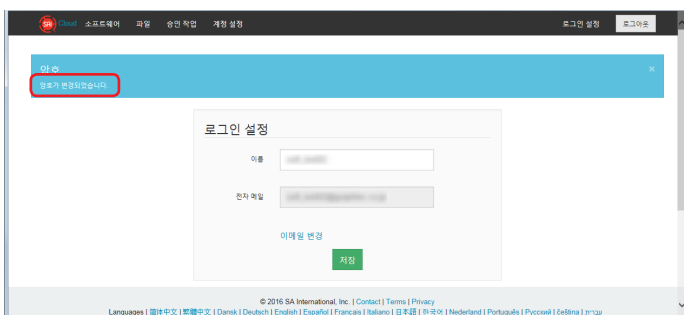 SAi Cloud 소프트웨어 파일 승인 작업 계정 설정 로그인 설정 로그아웃
암호 ×
암호가 변경되었습니다.
로그인 설정
이름
전자 메일
이메일 변경
저장
© 2016 SA International, Inc. | Contact | Terms | Privacy
Languages | 简体中文 | 繁體中文 | Dansk | Deutsch | English | Español | Français | Italiano | 日本語 | 한국어 | Nederland | Português | Русский | čeština | עברית